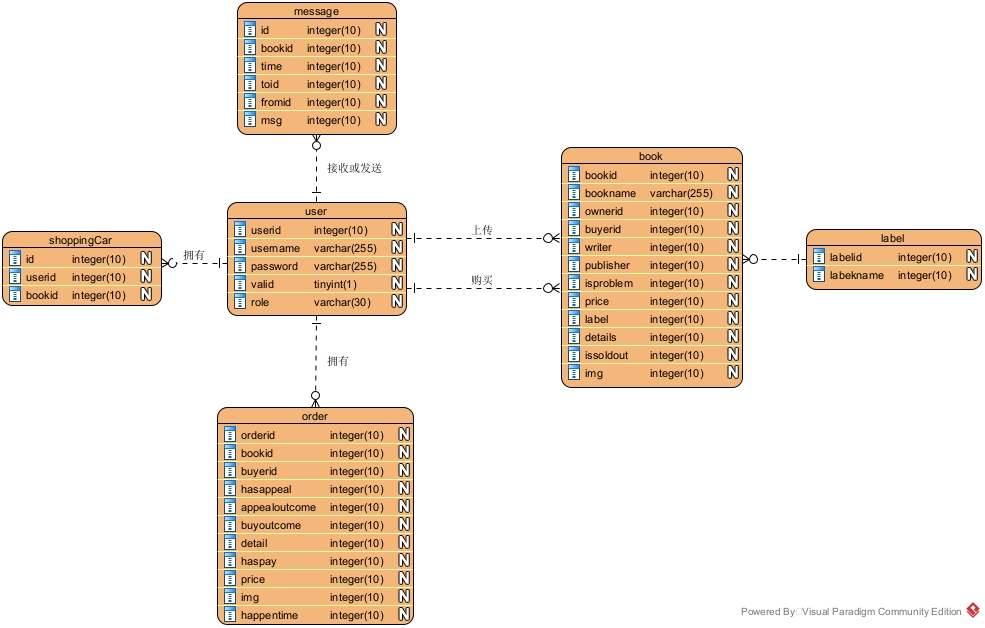 message
id integer(10) N
bookid integer(10) N
time integer(10) N
toid integer(10) N
fromid integer(10) N
msg integer(10) N
接收或发送
user
userid integer(10) N
username varchar(255) N
password varchar(255) N
valid tinyint(1) N
role varchar(30) N
shoppingCar
id integer(10) N
userid integer(10) N
bookid integer(10) N
拥有
上传
购买
book
bookid integer(10) N
bookname varchar(255) N
ownerid integer(10) N
buyerid integer(10) N
writer integer(10) N
publisher integer(10) N
isproblem integer(10) N
price integer(10) N
label integer(10) N
details integer(10) N
issoldout integer(10) N
img integer(10) N
label
labelid integer(10) N
labekname integer(10) N
拥有
order
orderid integer(10) N
bookid integer(10) N
buyerid integer(10) N
hasappeal integer(10) N
appealoutcome integer(10) N
buyoutcome integer(10) N
detail integer(10) N
haspay integer(10) N
price integer(10) N
img integer(10) N
happentime integer(10) N
Powered By Visual Paradigm Community Edition